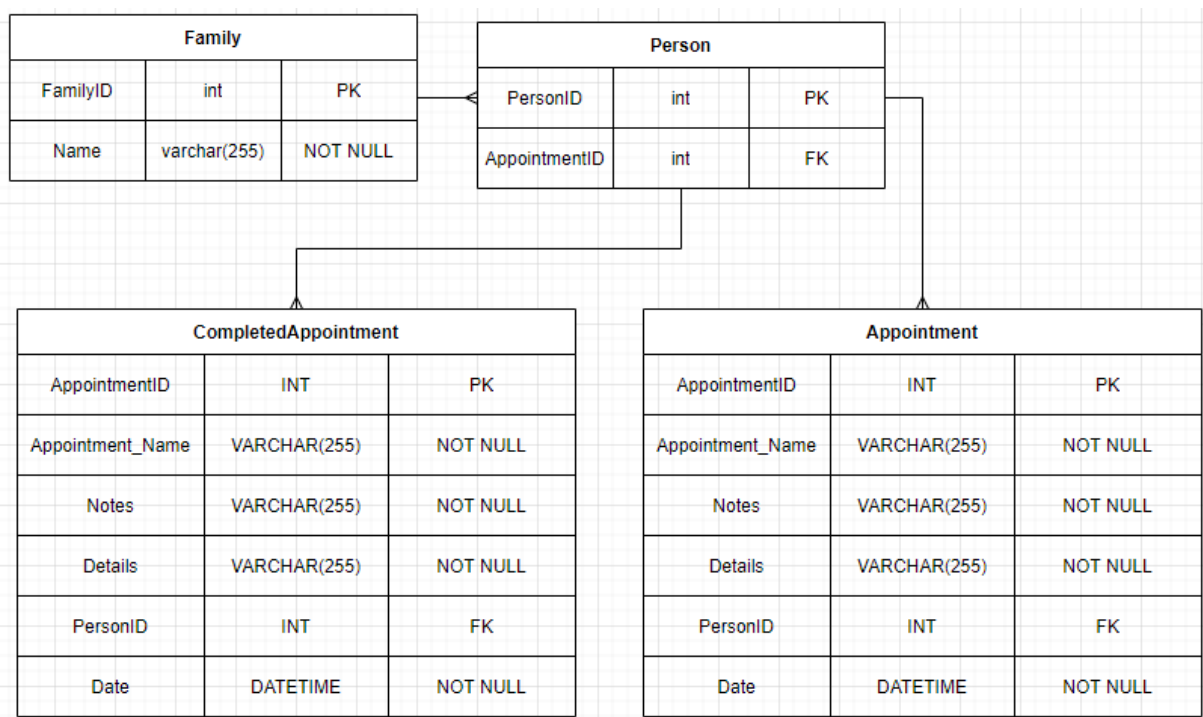 Family
FamilyID int PK
Name varchar(255) NOT NULL
Person
PersonID int PK
AppointmentID int FK
CompletedAppointment
AppointmentID INT PK
Appointment_Name VARCHAR(255) NOT NULL
Notes VARCHAR(255) NOT NULL
Details VARCHAR(255) NOT NULL
PersonID INT FK
Date DATETIME NOT NULL
Appointment
AppointmentID INT PK
Appointment_Name VARCHAR(255) NOT NULL
Notes VARCHAR(255) NOT NULL
Details VARCHAR(255) NOT NULL
PersonID INT FK
Date DATETIME NOT NULL